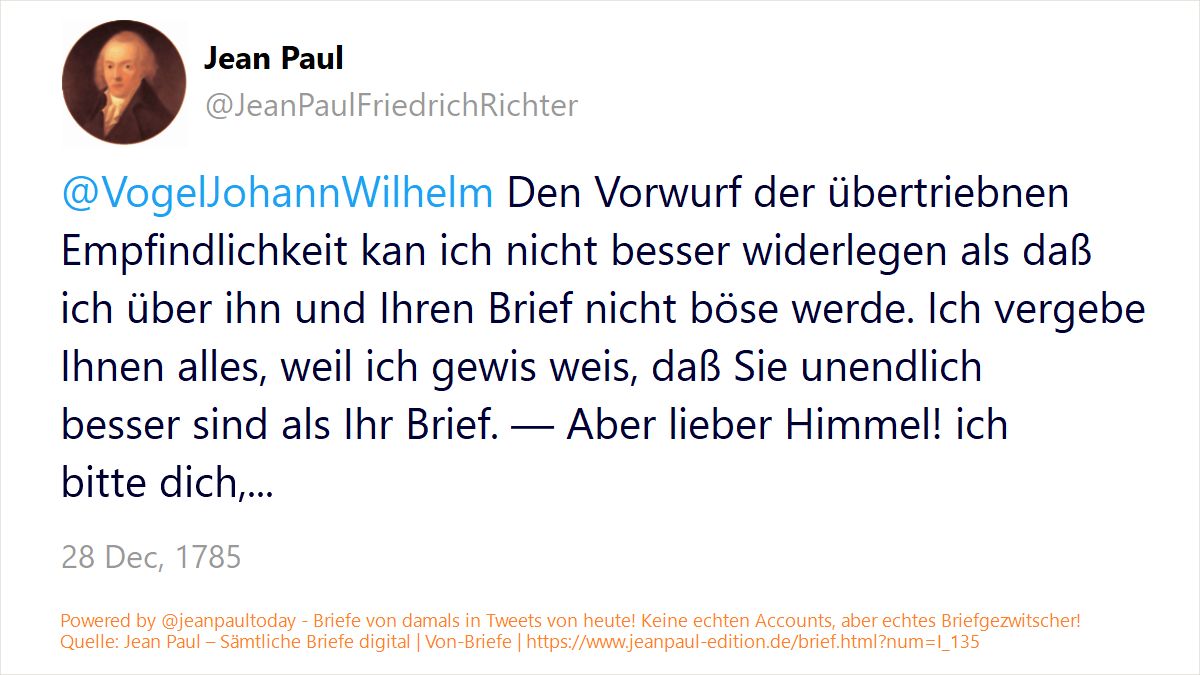 Jean Paul
@JeanPaulFriedrichRichter
@VogelJohannWilhelm Den Vorwurf der übertriebnen
Empfindlichkeit kan ich nicht besser widerlegen als daß
ich über ihn und Ihren Brief nicht böse werde. Ich vergebe
Ihnen alles, weil ich gewis weis, daß Sie unendlich
besser sind als Ihr Brief. — Aber lieber Himmel! ich
bitte dich,...
28 Dec, 1785
Powered by @jeanpaultoday - Briefe von damals in Tweets von heute! Keine echten Accounts, aber echtes Briefgezwitscher!
Quelle: Jean Paul – Sämtliche Briefe digital | Von-Briefe | https://www.jeanpaul-edition.de/brief.html?num=I_135